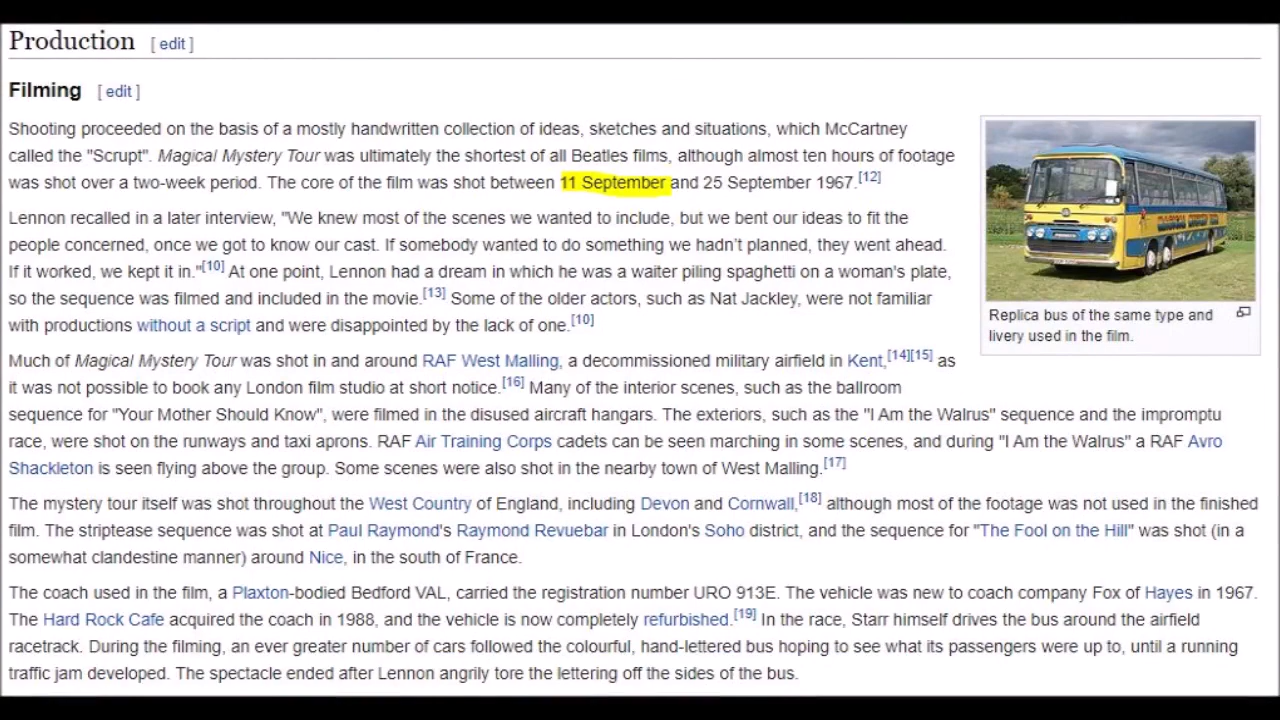 Production [ edit ]
Filming [ edit ]
Shooting proceeded on the basis of a mostly handwritten collection of ideas, sketches and situations, which McCartney
called the "Scrupt". Magical Mystery Tour was ultimately the shortest of all Beatles films, although almost ten hours of footage
was shot over a two-week period. The core of the film was shot between 11 September and 25 September 1967.[12]
Lennon recalled in a later interview, "We knew most of the scenes we wanted to include, but we bent our ideas to fit the
people concerned, once we got to know our cast. If somebody wanted to do something we hadn't planned, they went ahead.
If it worked, we kept it in."[10] At one point, Lennon had a dream in which he was a waiter piling spaghetti on a woman's plate,
so the sequence was filmed and included in the movie.[13] Some of the older actors, such as Nat Jackley, were not familiar
with productions without a script and were disappointed by the lack of one.[10]
Replica bus of the same type and
livery used in the film.
Much of Magical Mystery Tour was shot in and around RAF West Malling, a decommissioned military airfield in Kent,[14][15] as
it was not possible to book any London film studio at short notice.[16] Many of the interior scenes, such as the ballroom
sequence for "Your Mother Should Know", were filmed in the disused aircraft hangars. The exteriors, such as the "I Am the Walrus" sequence and the impromptu
race, were shot on the runways and taxi aprons. RAF Air Training Corps cadets can be seen marching in some scenes, and during "I Am the Walrus" a RAF Avro
Shackleton is seen flying above the group. Some scenes were also shot in the nearby town of West Malling.[17]
The mystery tour itself was shot throughout the West Country of England, including Devon and Cornwall,[18] although most of the footage was not used in the finished
film. The striptease sequence was shot at Paul Raymond's Raymond Revuebar in London's Soho district, and the sequence for "The Fool on the Hill" was shot (in a
somewhat clandestine manner) around Nice, in the south of France.
The coach used in the film, a Plaxton-bodied Bedford VAL, carried the registration number URO 913E. The vehicle was new to coach company Fox of Hayes in 1967.
The Hard Rock Cafe acquired the coach in 1988, and the vehicle is now completely refurbished.[19] In the race, Starr himself drives the bus around the airfield
racetrack. During the filming, an ever greater number of cars followed the colourful, hand-lettered bus hoping to see what its passengers were up to, until a running
traffic jam developed. The spectacle ended after Lennon angrily tore the lettering off the sides of the bus.